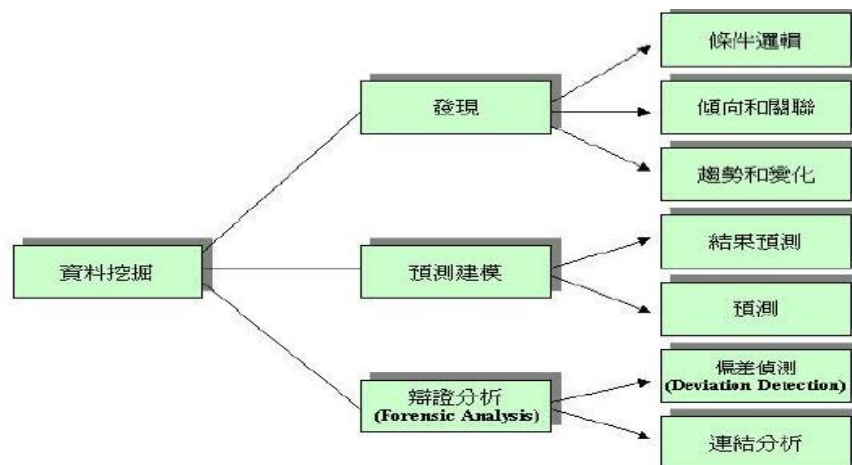 資料挖掘
發現
條件邏輯
傾向和關聯
趨勢和變化
預測建模
結果預測
預測
辯證分析
(Forensic Analysis)
偏差偵測
(Deviation Detection)
連結分析